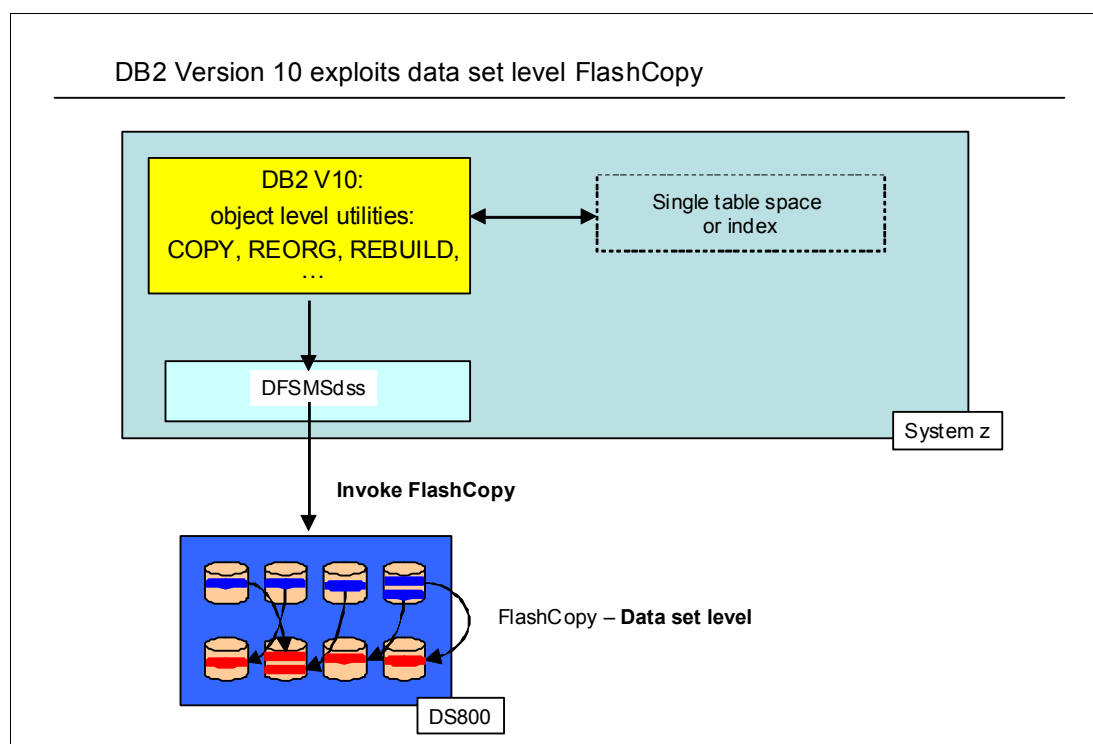 DB2 Version 10 exploits data set level FlashCopy
DB2 V10:
object level utilities:
COPY, REORG, REBUILD,
…
Single table space
or index
DFSMSdss
System z
Invoke FlashCopy
FlashCopy – Data set level
DS800